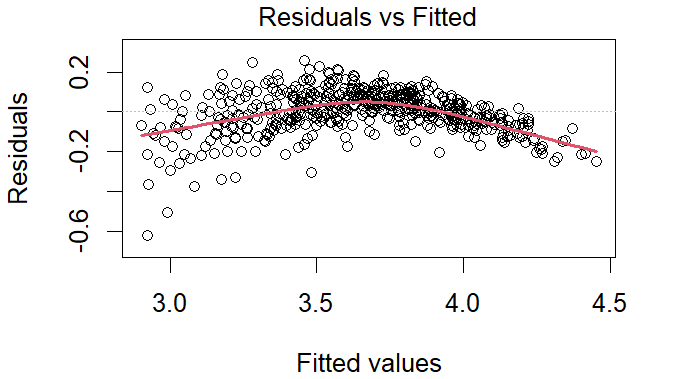 Residuals vs Fitted
Residuals
0.2
-0.2
-0.6
3.0 3.5 4.0 4.5
Fitted values